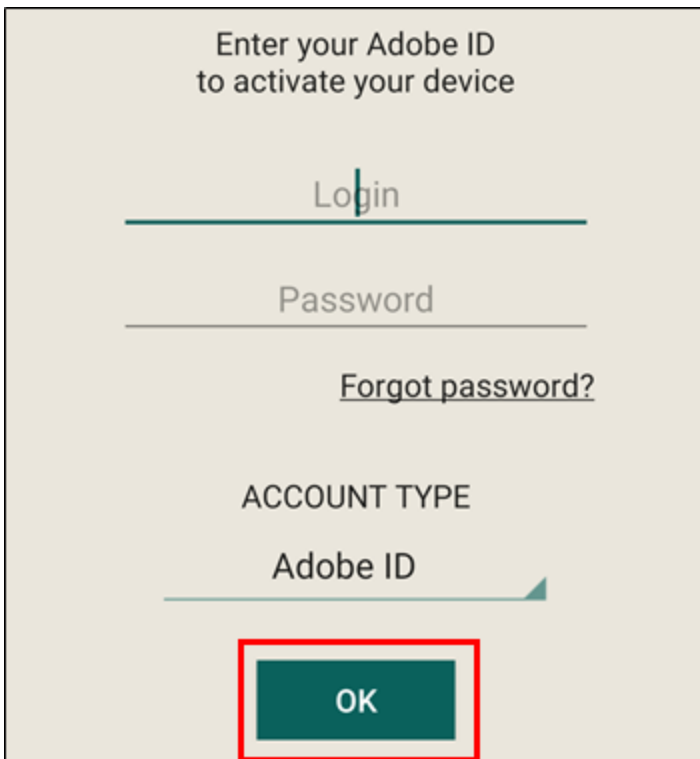 Enter your Adobe ID
to activate your device
Login
Password
Forgot password?
ACCOUNT TYPE
Adobe ID
OK